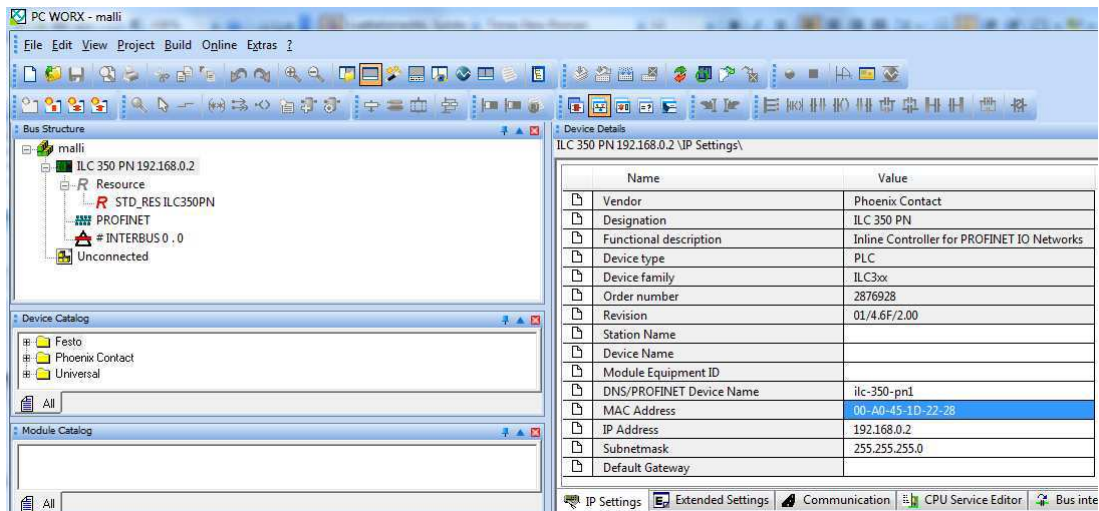 PC WORX - malli
File Edit View Project Build Online Extras ?
Bus Structure
malli
ILC 350 PN 192.168.0.2
Resource
R STD_RES ILC350PN
PROFINET
# INTERBUS 0 . 0
Unconnected
Device Catalog
Festo
Phoenix Contact
Universal
All
Module Catalog
All
Device Details
ILC 350 PN 192.168.0.2 \IP Settings\
Name Value
Vendor Phoenix Contact
Designation ILC 350 PN
Functional description Inline Controller for PROFINET IO Networks
Device type PLC
Device family ILC3xx
Order number 2876928
Revision 01/4.6F/2.00
Station Name
Device Name
Module Equipment ID
DNS/PROFINET Device Name ilc-350-pn1
MAC Address 00-A0-45-1D-22-28
IP Address 192.168.0.2
Subnetmask 255.255.255.0
Default Gateway
IP Settings Extended Settings Communication CPU Service Editor Bus inte